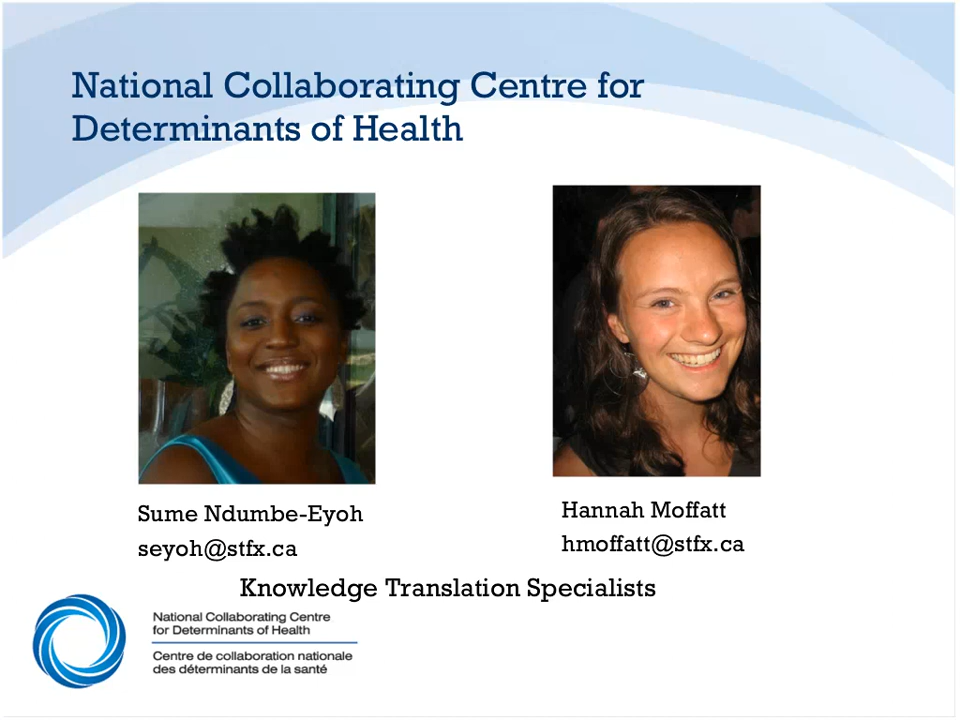 National Collaborating Centre for
Determinants of Health
Sume Ndumbe-Eyoh
seyoh@stfx.ca
Hannah Moffatt
hmoffatt@stfx.ca
Knowledge Translation Specialists
National Collaborating Centre
for Determinants of Health
Centre de collaboration nationale
des déterminants de la santé